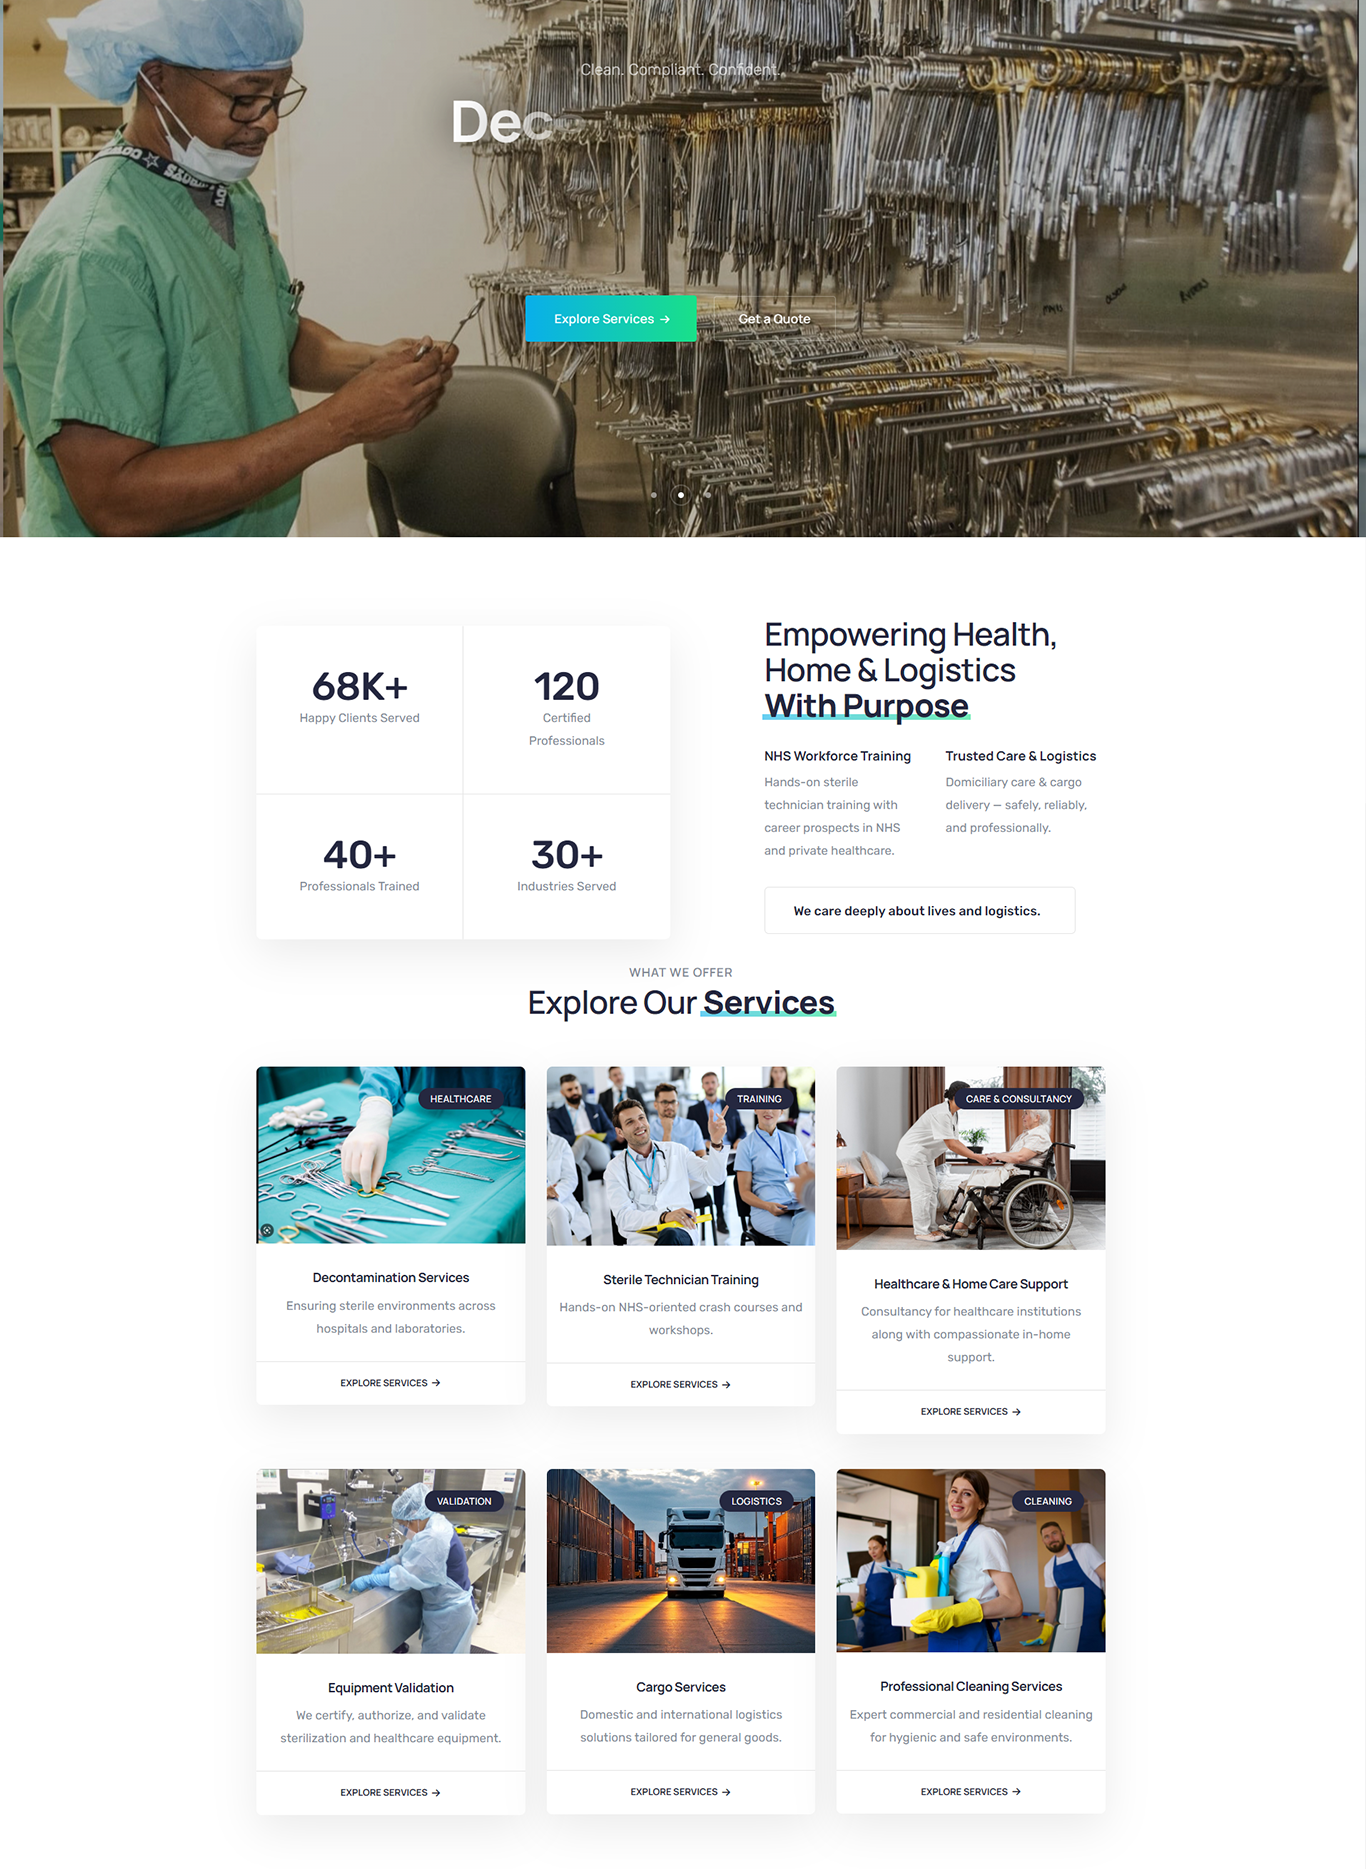 Clean. Compliant. Confident.
Dec
Explore Services →
Get a Quote
68K+
Happy Clients Served
120
Certified
Professionals
40+
Professionals Trained
30+
Industries Served
Empowering Health,
Home & Logistics
With Purpose
NHS Workforce Training
Hands-on sterile
technician training with
career prospects in NHS
and private healthcare.
Trusted Care & Logistics
Domiciliary care & cargo
delivery — safely, reliably,
and professionally.
We care deeply about lives and logistics.
WHAT WE OFFER
Explore Our Services
HEALTHCARE
Decontamination Services
Ensuring sterile environments across
hospitals and laboratories.
EXPLORE SERVICES →
TRAINING
Sterile Technician Training
Hands-on NHS-oriented crash courses and
workshops.
EXPLORE SERVICES →
CARE & CONSULTANCY
Healthcare & Home Care Support
Consultancy for healthcare institutions
along with compassionate in-home
support.
EXPLORE SERVICES →
VALIDATION
Equipment Validation
We certify, authorize, and validate
sterilization and healthcare equipment.
EXPLORE SERVICES →
LOGISTICS
Cargo Services
Domestic and international logistics
solutions tailored for general goods.
EXPLORE SERVICES →
CLEANING
Professional Cleaning Services
Expert commercial and residential cleaning
for hygienic and safe environments.
EXPLORE SERVICES →